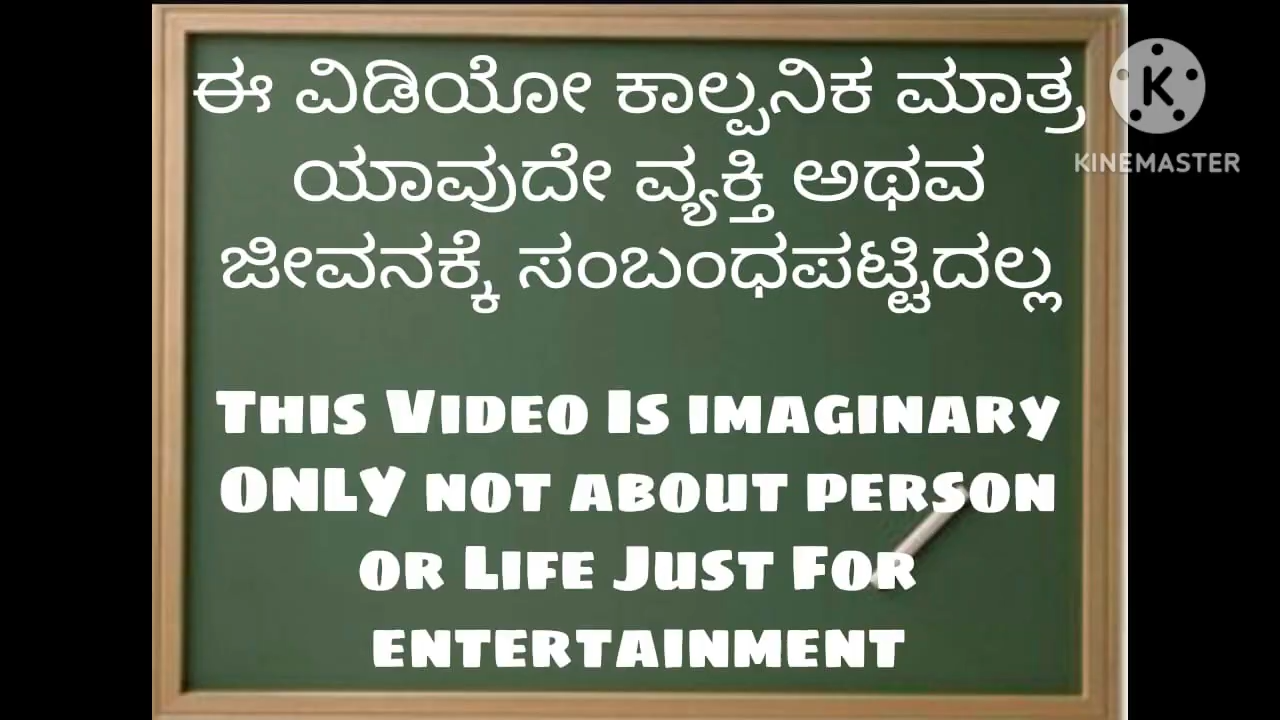 ಈ ವಿಡಿಯೋ ಕಾಲ್ಪನಿಕ ಮಾತ್ರ
ಯಾವುದೇ ವ್ಯಕ್ತಿ ಅಥವ
ಜೀವನಕ್ಕೆ ಸಂಬಂಧಪಟ್ಟಿದಲ್ಲ
This Video Is imaginary
ONLY not about person
or Life Just For
entertainment
K
KINEMASTER